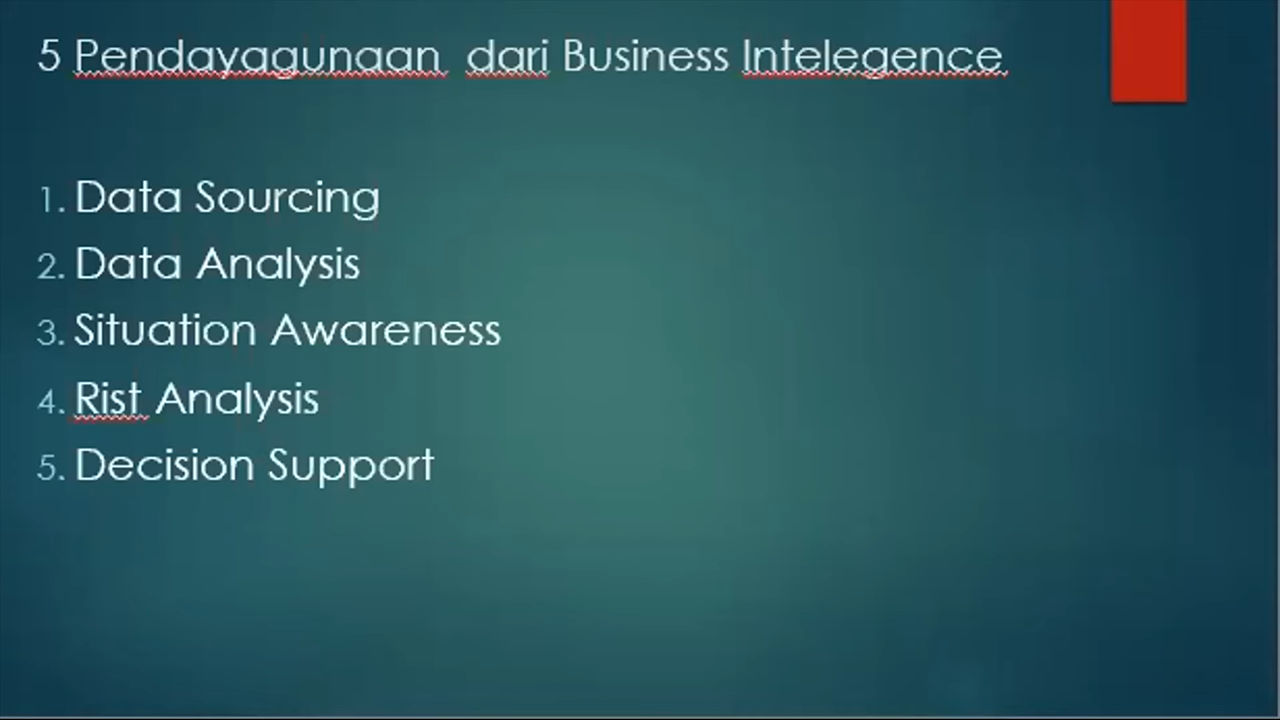 5 Pendayagunaan dari Business Intelegence
1. Data Sourcing
2. Data Analysis
3. Situation Awareness
4. Rist Analysis
5. Decision Support